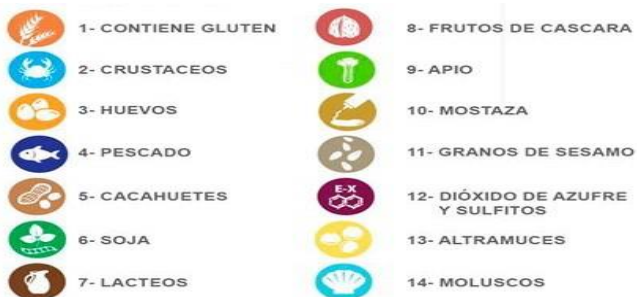 1- CONTIENE GLUTEN
2- CRUSTACEOS
3- HUEVOS
4- PESCADO
5- CACAHUETES
6- SOJA
7- LACTEOS
8- FRUTOS DE CASCARA
9- APIO
10- MOSTAZA
11- GRANOS DE SESAMO
E-X
12- DIÓXIDO DE AZUFRE
Y SULFITOS
13- ALTRAMUCES
14- MOLUSCOS